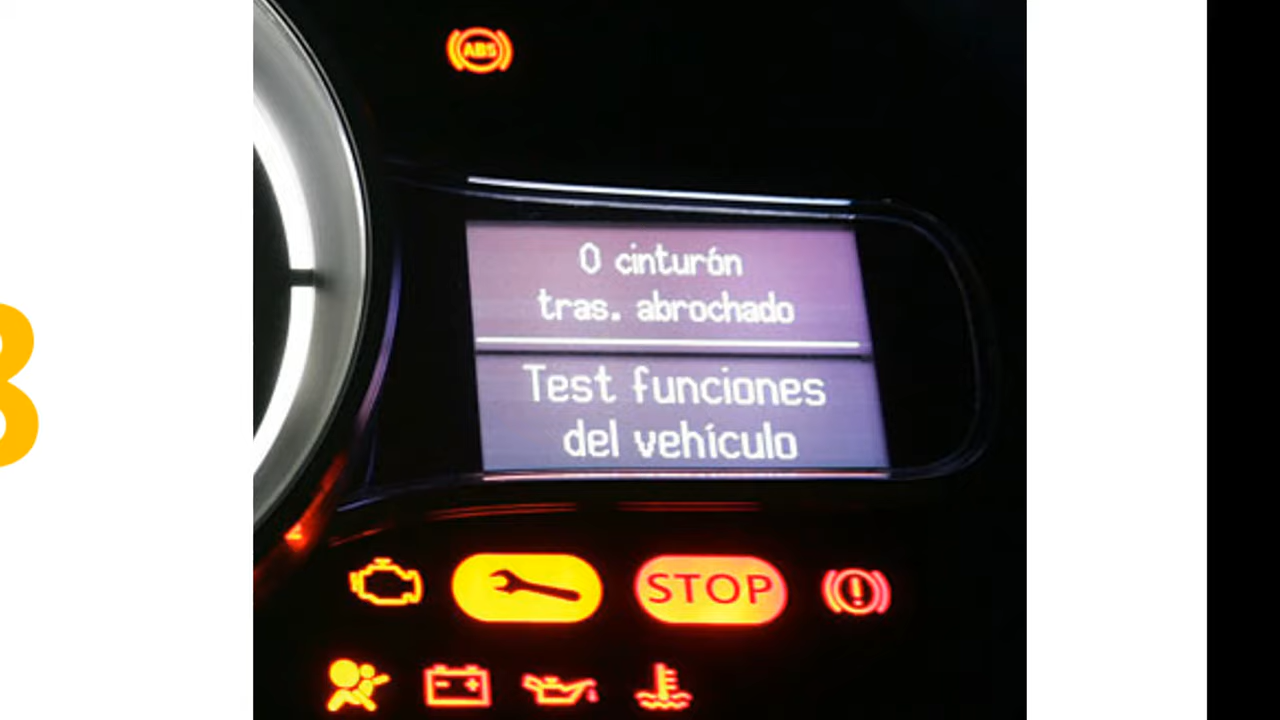 ABS
0 cinturón
tras. abrochado
Test funciones
del vehículo
STOP